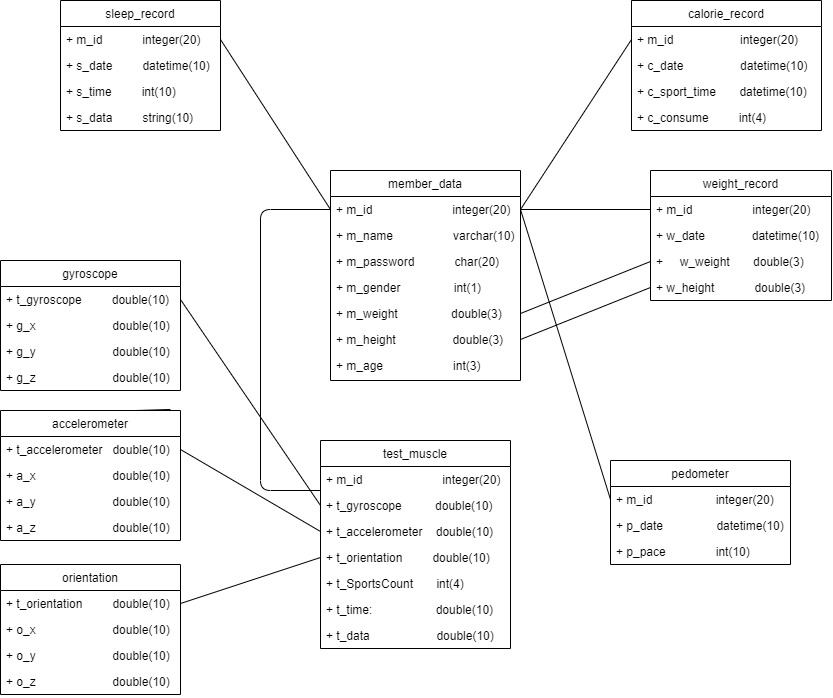 sleep_record
+ m_id integer(20)
+ s_date datetime(10)
+ s_time int(10)
+ s_data string(10)
calorie_record
+ m_id integer(20)
+ c_date datetime(10)
+ c_sport_time datetime(10)
+ c_consume int(4)
member_data
+ m_id integer(20)
+ m_name varchar(10)
+ m_password char(20)
+ m_gender int(1)
+ m_weight double(3)
+ m_height double(3)
+ m_age int(3)
weight_record
+ m_id integer(20)
+ w_date datetime(10)
+ w_weight double(3)
+ w_height double(3)
gyroscope
+ t_gyroscope double(10)
+ g_x double(10)
+ g_y double(10)
+ g_z double(10)
accelerometer
+ t_accelerometer double(10)
+ a_x double(10)
+ a_y double(10)
+ a_z double(10)
test_muscle
+ m_id integer(20)
+ t_gyroscope double(10)
+ t_accelerometer double(10)
+ t_orientation double(10)
+ t_SportsCount int(4)
+ t_time: double(10)
+ t_data double(10)
pedometer
+ m_id integer(20)
+ p_date datetime(10)
+ p_pace int(10)
orientation
+ t_orientation double(10)
+ o_x double(10)
+ o_y double(10)
+ o_z double(10)